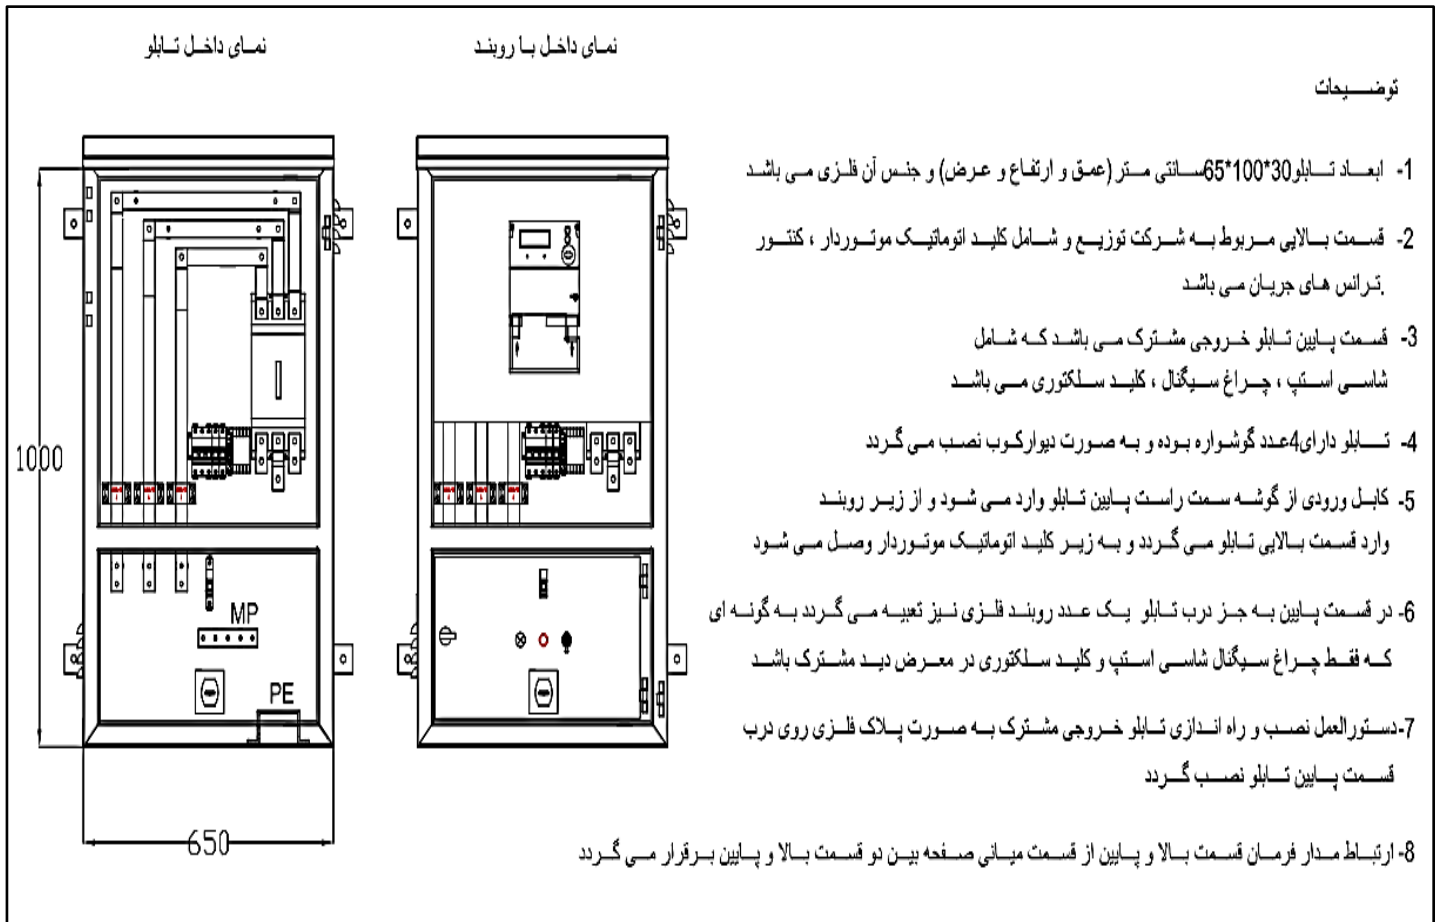 نمای داخل تابلو
نمای داخل با روبند
توضیحات
1- ابعاد تابلو30*100*65سانتی متر (عمق و ارتفاع و عرض) و جنس آن فلزی می باشد
2- قسمت بالایی مربوط به شرکت توزیع و شامل کلید اتوماتیک موتوردار ، کنتور
.ترانس های جریان می باشد
3- قسمت پایین تابلو خروجی مشترک می باشد که شامل
شاسی استپ ، چراغ سیگنال ، کلید سلکتوری می باشد
4- تابلو دارای4عدد گوشواره بوده و به صورت دیوارکوب نصب می گردد
5- کابل ورودی از گوشه سمت راست پایین تابلو وارد می شود و از زیر روبند
وارد قسمت بالایی تابلو می گردد و به زیر کلید اتوماتیک موتوردار وصل می شود
6- در قسمت پایین به جز درب تابلو یک عدد روبند فلزی نیز تعبیه می گردد به گونه ای
که فقط چراغ سیگنال شاسی استپ و کلید سلکتوری در معرض دید مشترک باشد
7-دستورالعمل نصب و راه اندازی تابلو خروجی مشترک به صورت پلاک فلزی روی درب
قسمت پایین تابلو نصب گردد
8- ارتباط مدار فرمان قسمت بالا و پایین از قسمت میانی صفحه بین دو قسمت بالا و پایین برقرار می گردد
1000
MP
PE
650